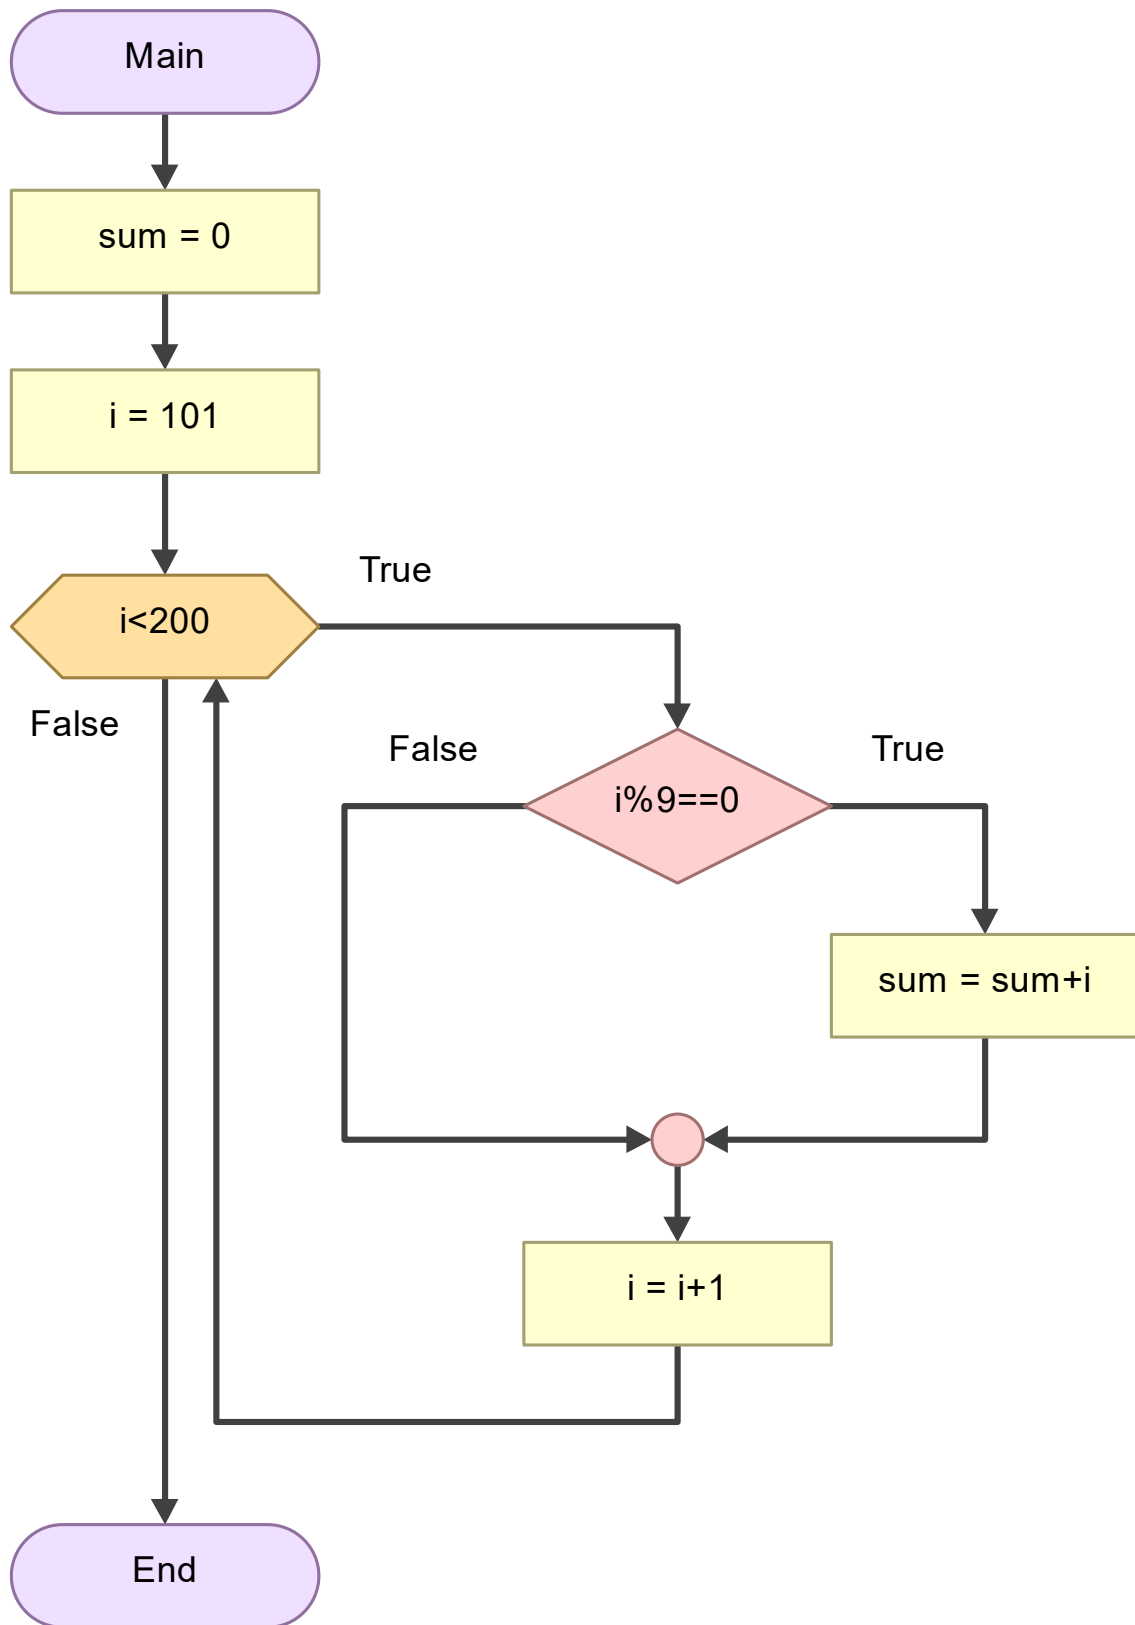 Main
sum = 0
i = 101
i<200
True
False
i%9==0
False
True
sum = sum+i
i = i+1
End